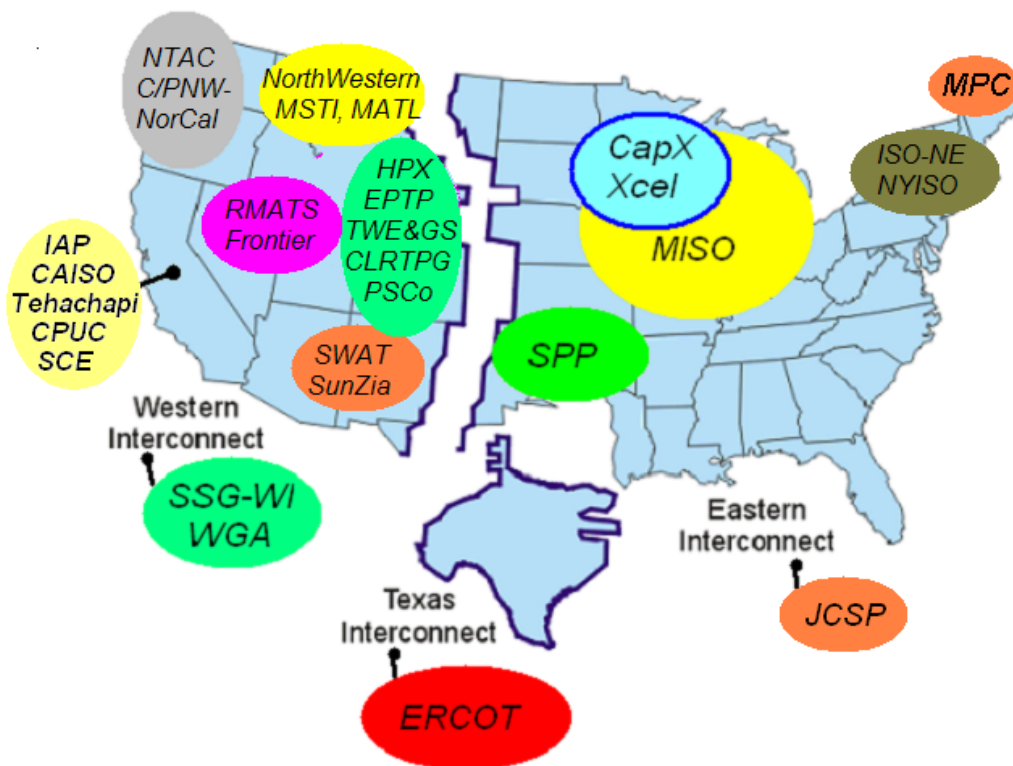 NTAC
C/PNW-
NorCal
NorthWestern
MSTI, MATL
MPC
CapX
Xcel
MISO
ISO-NE
NYISO
HPX
EPTP
TWE&GS
CLRTPG
PSCo
RMATS
Frontier
IAP
CAISO
Tehachapi
CPUC
SCE
SWAT
SunZia
SPP
Western
Interconnect
SSG-WI
WGA
Eastern
Interconnect
JCSP
Texas
Interconnect
ERCOT